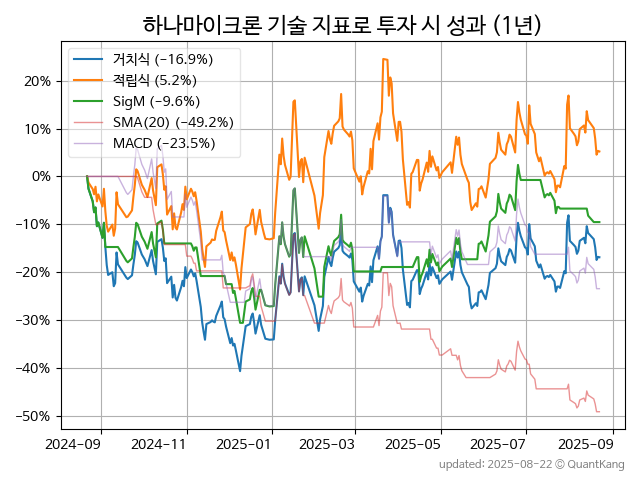 하나마이크론 기술 지표로 투자 시 성과 (1년)
거치식 (−16.9%)
적립식 (5.2%)
SigM (−9.6%)
SMA(20) (−49.2%)
MACD (−23.5%)
20%
10%
0%
−10%
−20%
−30%
−40%
−50%
2024-09 2024-11 2025-01 2025-03 2025-05 2025-07 2025-09
updated: 2025-08-22 © QuantKang